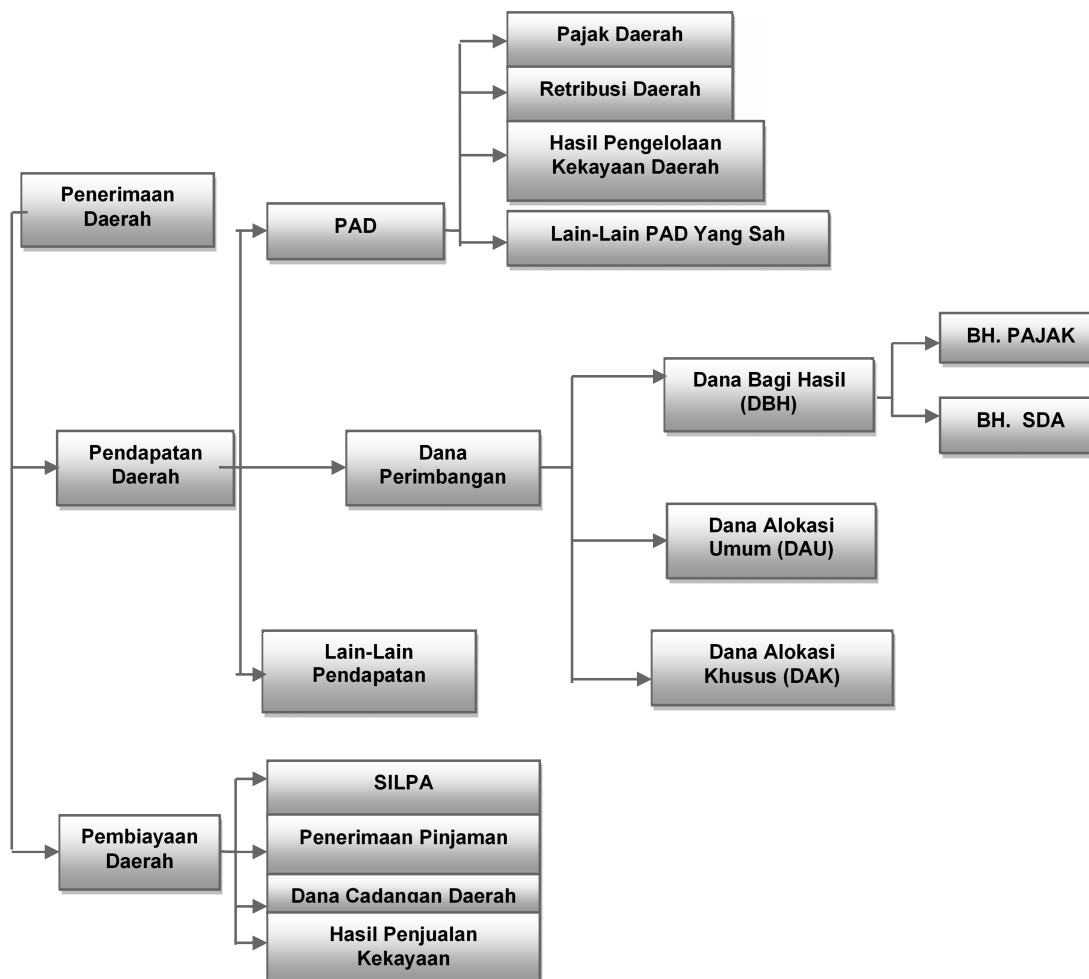 Pajak Daerah
Retribusi Daerah
Hasil Pengelolaan
Kekayaan Daerah
Penerimaan
Daerah
PAD
Lain-Lain PAD Yang Sah
BH. PAJAK
Dana Bagi Hasil
(DBH)
BH. SDA
Pendapatan
Daerah
Dana
Perimbangan
Dana Alokasi
Umum (DAU)
Lain-Lain
Pendapatan
Dana Alokasi
Khusus (DAK)
SILPA
Pembiayaan
Daerah
Penerimaan Pinjaman
Dana Cadangan Daerah
Hasil Penjualan
Kekayaan